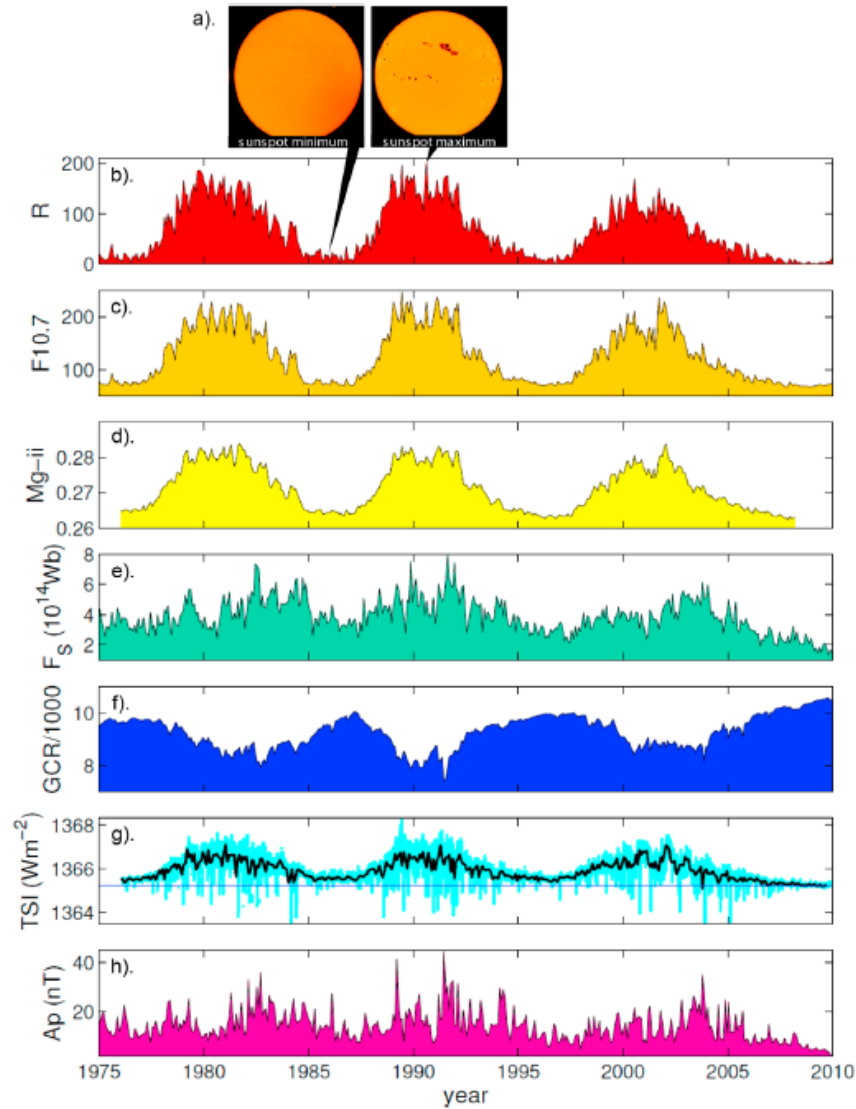 a).
sunspot minimum
sunspot maximum
b).
R
200
100
0
c).
F10.7
200
100
d).
Mg-ii
0.28
0.27
0.26
e).
F_S (10^14Wb)
8
6
4
2
f).
GCR/1000
10
8
g).
TSI (Wm^-2)
1368
1366
1364
h).
Ap (nT)
40
20
1975 1980 1985 1990 1995 2000 2005 2010
year